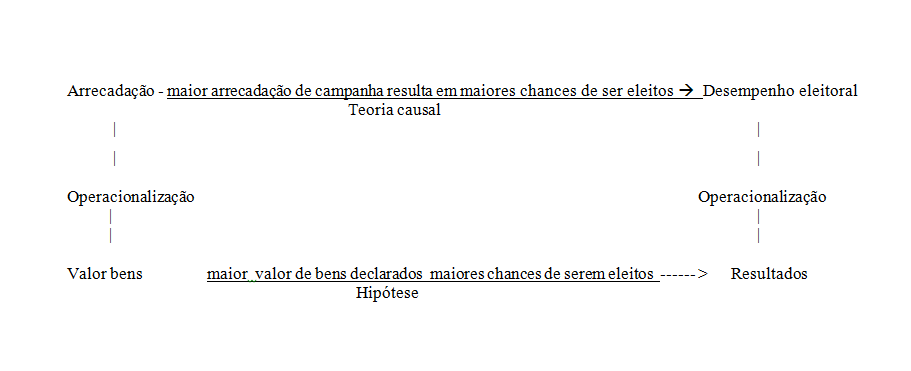 Arrecadação - maior arrecadação de campanha resulta em maiores chances de ser eleitos → Desempenho eleitoral
Teoria causal
| |
| |
Operacionalização Operacionalização
| |
| |
Valor bens maior valor de bens declarados maiores chances de serem eleitos ------> Resultados
Hipótese